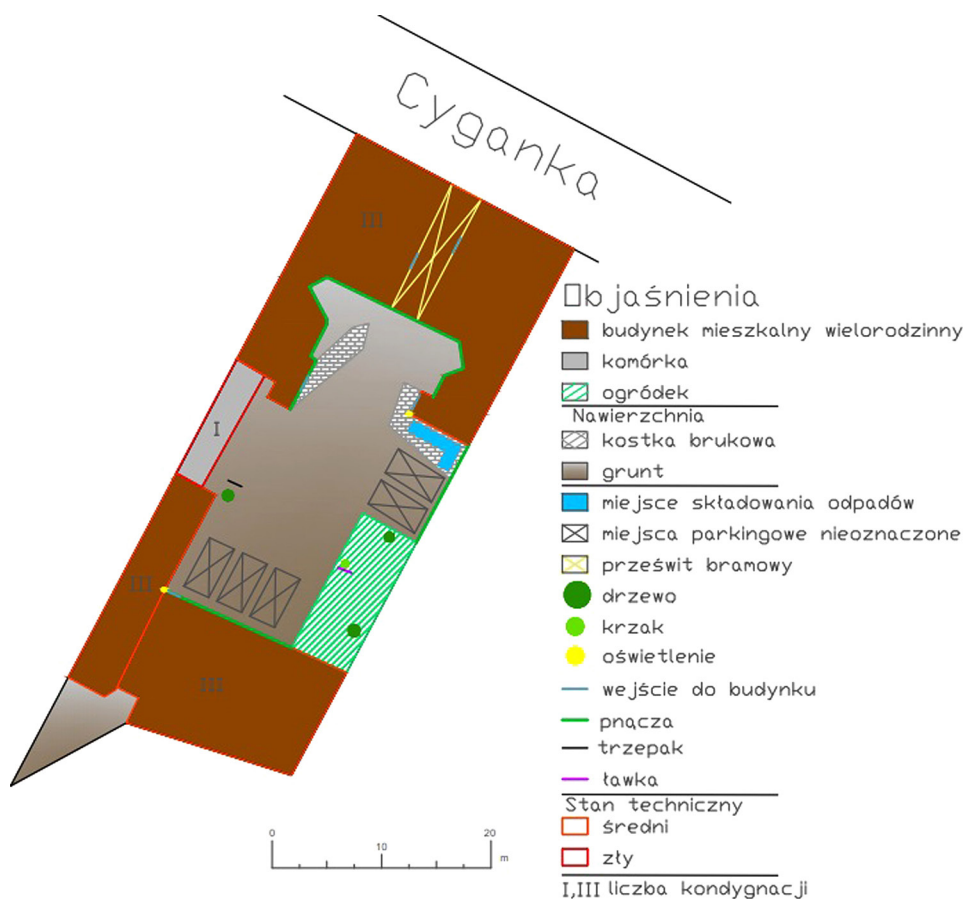 Cyganka
III
I
III
III
Objaśnienia
budynek mieszkalny wielorodzinny
komórka
ogródek
Nawierzchnia
kostka brukowa
grunt
miejsce składowania odpadów
miejsca parkingowe nieoznaczone
prześwit bramowy
drzewo
krzak
oświetlenie
wejście do budynku
pnącza
trzepak
ławka
Stan techniczny
średni
zły
I,III liczba kondygnacji
0 10 20
m